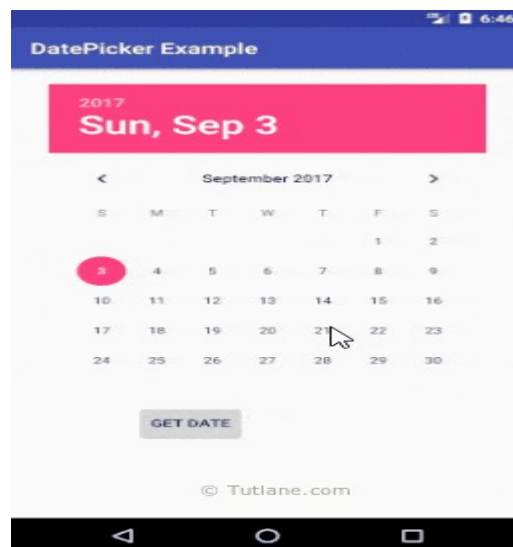 6:46
DatePicker Example
2017
Sun, Sep 3
< September 2017 >
S M T W T F S
1 2
3 4 5 6 7 8 9
10 11 12 13 14 15 16
17 18 19 20 21 22 23
24 25 26 27 28 29 30
GET DATE
© Tutlane.com